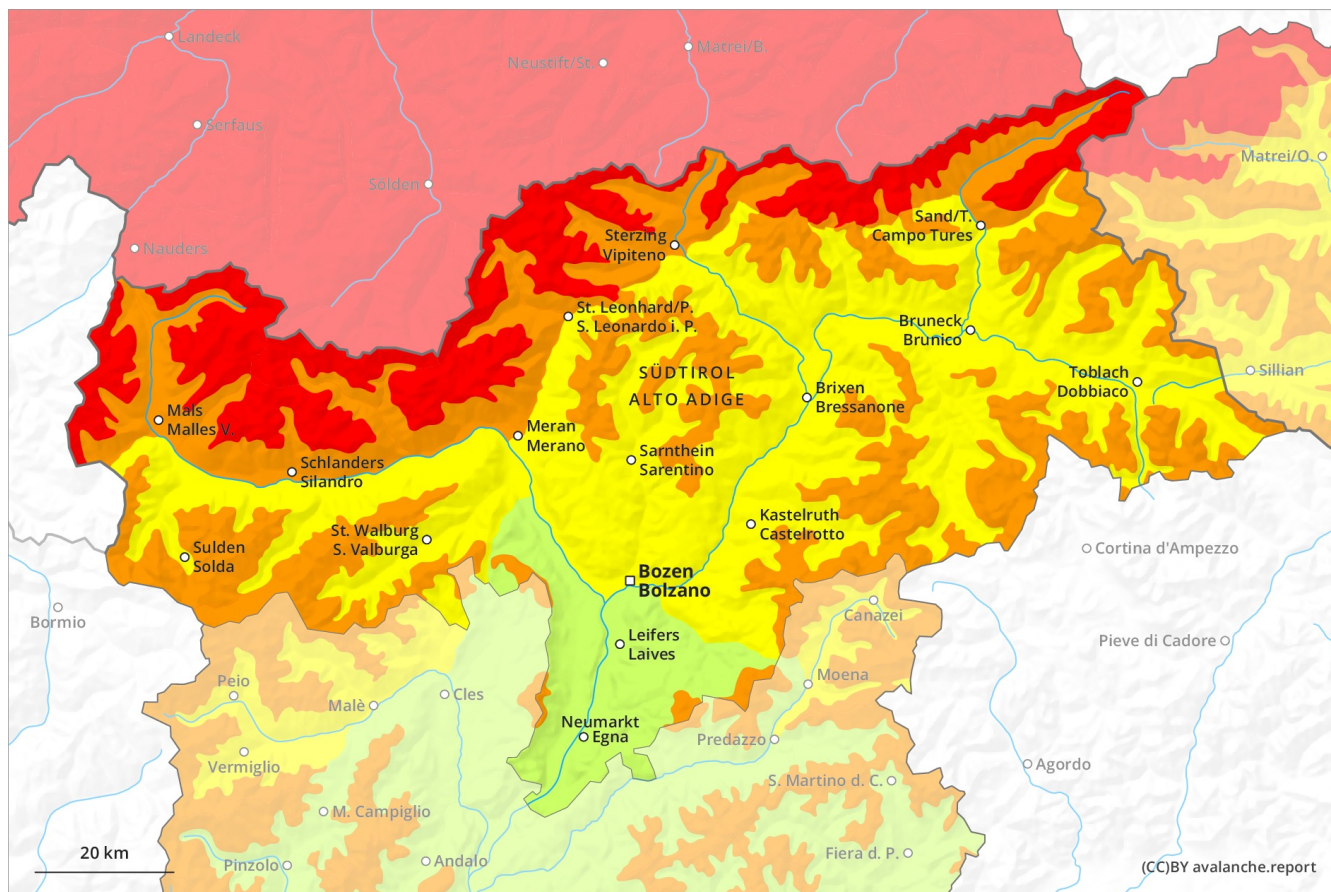 Landeck
Matrei/B.
Neustift/St.
Serfaus
Matrei/O.
Sölden
Sand/T.
Campo Tures
Sterzing
Vipiteno
Nauders
St. Leonhard/P.
S. Leonardo i. P.
Bruneck
Brunico
SÜDTIROL
ALTO ADIGE
Toblach
Dobbiaco
Sillian
Brixen
Bressanone
Mals
Malles V.
Meran
Merano
Schlanders
Silandro
Sarnthein
Sarentino
Kastelruth
Castelrotto
St. Walburg
S. Valburga
Sulden
Solda
Cortina d'Ampezzo
Bozen
Bolzano
Bormio
Canazei
Leifers
Laives
Pieve di Cadore
Peio
Moena
Malè
Cles
Neumarkt
Egna
Predazzo
Vermiglio
Agordo
S. Martino d. C.
M. Campiglio
20 km
Andalo
Fiera d. P.
Pinzolo
(CC)BY avalanche.report